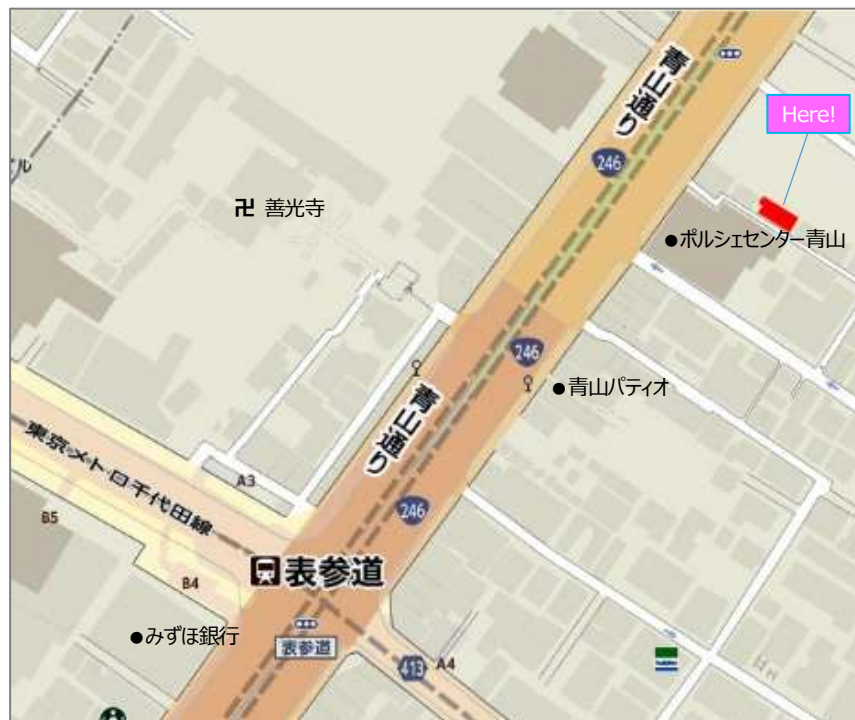 青山通り
Here!
246
ル
卍 善光寺
●ポルシェセンター青山
246
●青山パティオ
青山通り
東京メトロ千代田線
A3
246
B5
表参道
B4
●みずほ銀行
表参道
413
A4